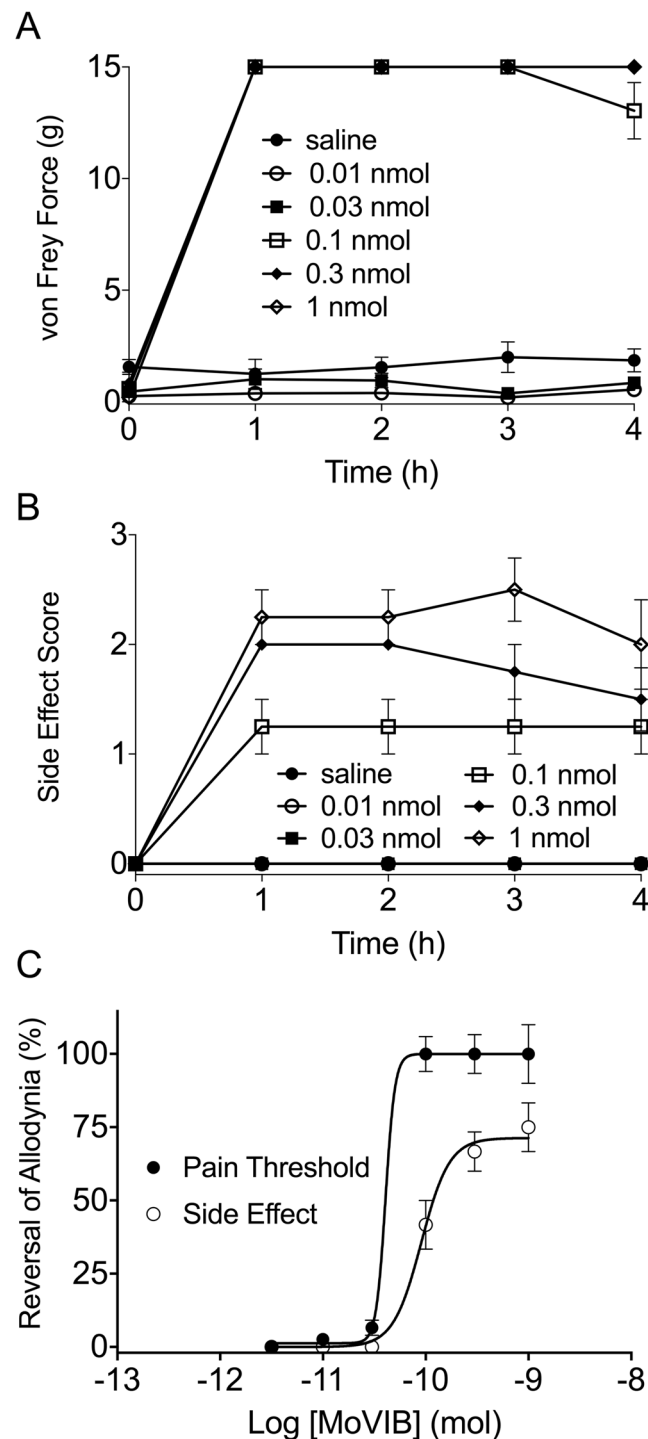 A
von Frey Force (g)
15
15
5
0
saline
0.01 nmol
0.03 nmol
0.1 nmol
0.3 nmol
1 nmol
0 1 2 3 4
Time (h)
B
Side Effect Score
3
2
1
0
saline 0.1 nmol
0.01 nmol 0.3 nmol
0.03 nmol 1 nmol
0 1 2 3 4
Time (h)
C
Reversal of Allodynia (%)
100
75
50
25
0
Pain Threshold
Side Effect
-13 -12 -11 -10 -9 -8
Log [MoVIB] (mol)